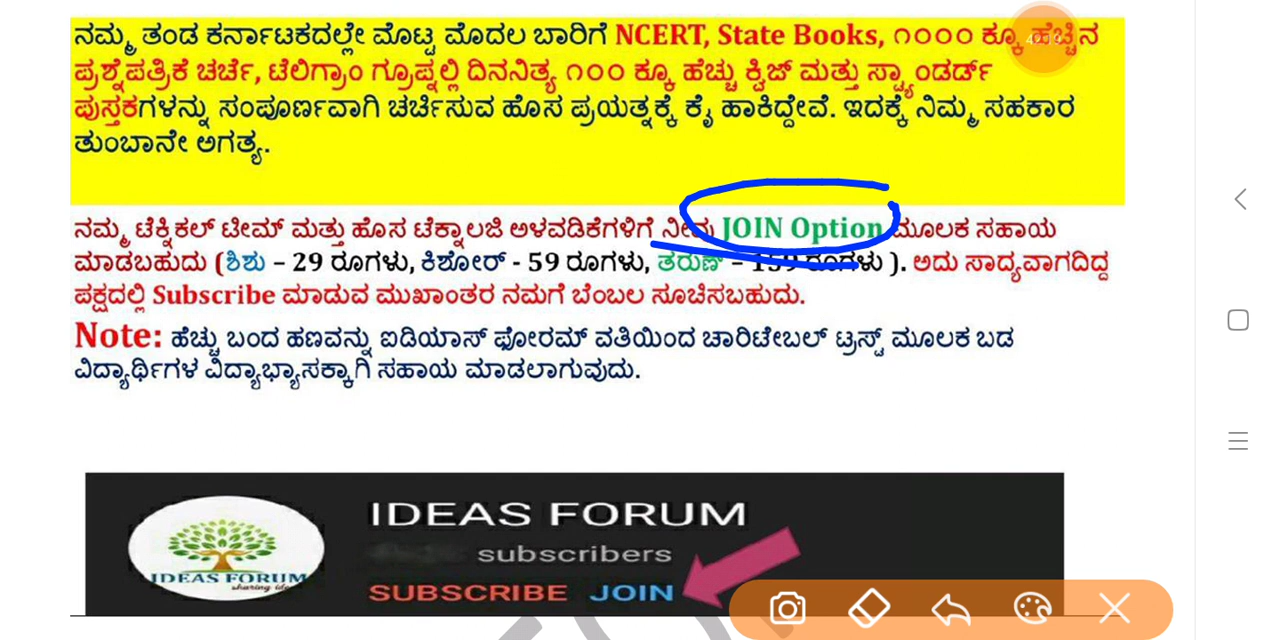 ನಮ್ಮ ತಂಡ ಕರ್ನಾಟಕದಲ್ಲೇ ಮೊಟ್ಟ ಮೊದಲ ಬಾರಿಗೆ NCERT, State Books, ೧೦೦೦ ಕ್ಕೂ ಹೆಚ್ಚಿನ
ಪ್ರಶ್ನೆಪತ್ರಿಕೆ ಚರ್ಚೆ, ಟೆಲಿಗ್ರಾಂ ಗ್ರೂಪ್ನಲ್ಲಿ ದಿನನಿತ್ಯ ೧೦೦ ಕ್ಕೂ ಹೆಚ್ಚು ಕ್ವಿಜ್ ಮತ್ತು ಸ್ಟ್ಯಾಂಡರ್ಡ್
ಪುಸ್ತಕಗಳನ್ನು ಸಂಪೂರ್ಣವಾಗಿ ಚರ್ಚಿಸುವ ಹೊಸ ಪ್ರಯತ್ನಕ್ಕೆ ಕೈ ಹಾಕಿದ್ದೇವೆ. ಇದಕ್ಕೆ ನಿಮ್ಮ ಸಹಕಾರ
ತುಂಬಾನೇ ಅಗತ್ಯ.
ನಮ್ಮ ಟೆಕ್ನಿಕಲ್ ಟೀಮ್ ಮತ್ತು ಹೊಸ ಟೆಕ್ನಾಲಜಿ ಅಳವಡಿಕೆಗಳಿಗೆ ನೀವು JOIN Option ಮೂಲಕ ಸಹಾಯ
ಮಾಡಬಹುದು (ಶಿಶು – 29 ರೂಗಳು, ಕಿಶೋರ್ - 59 ರೂಗಳು, ತರುಣ್ – 159 ರೂಗಳು ). ಅದು ಸಾದ್ಯವಾಗದಿದ್ದ
ಪಕ್ಷದಲ್ಲಿ Subscribe ಮಾಡುವ ಮುಖಾಂತರ ನಮಗೆ ಬೆಂಬಲ ಸೂಚಿಸಬಹುದು.
Note: ಹೆಚ್ಚು ಬಂದ ಹಣವನ್ನು ಐಡಿಯಾಸ್ ಫೋರಮ್ ವತಿಯಿಂದ ಚಾರಿಟೇಬಲ್ ಟ್ರಸ್ಟ್ ಮೂಲಕ ಬಡ
ವಿದ್ಯಾರ್ಥಿಗಳ ವಿದ್ಯಾಭ್ಯಾಸಕ್ಕಾಗಿ ಸಹಾಯ ಮಾಡಲಾಗುವುದು.
IDEAS FORUM
subscribers
SUBSCRIBE JOIN
IDEAS FORUM
sharing